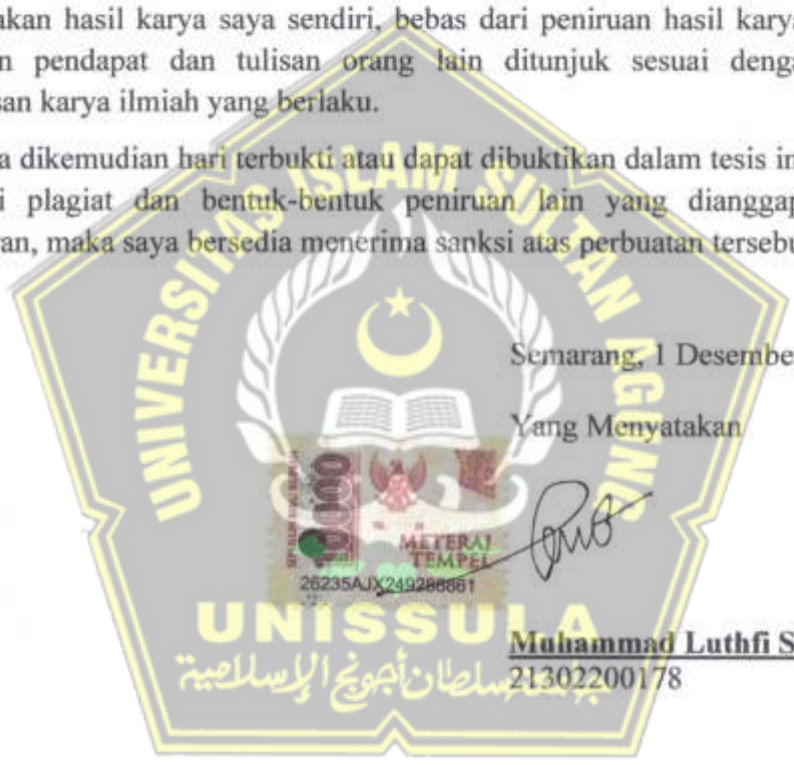 akan hasil karya saya sendiri, bebas dari peniruan hasil karya
n pendapat dan tulisan orang lain ditunjuk sesuai denga
san karya ilmiah yang berlaku.
a dikemudian hari terbukti atau dapat dibuktikan dalam tesis in
i plagiat dan bentuk-bentuk peniruan lain yang dianggap
ran, maka saya bersedia menerima sanksi atas perbuatan tersebu
UNIVERSITAS ISLAM SULTAN AGUNG
Semarang, 1 Desembe
Yang Menyatakan
10000
METERAI
TEMPEL
26235AJX249286861
UNISSULA
جامعة سلطان أجونج الإسلامية
Muhammad Luthfi S
21302200178